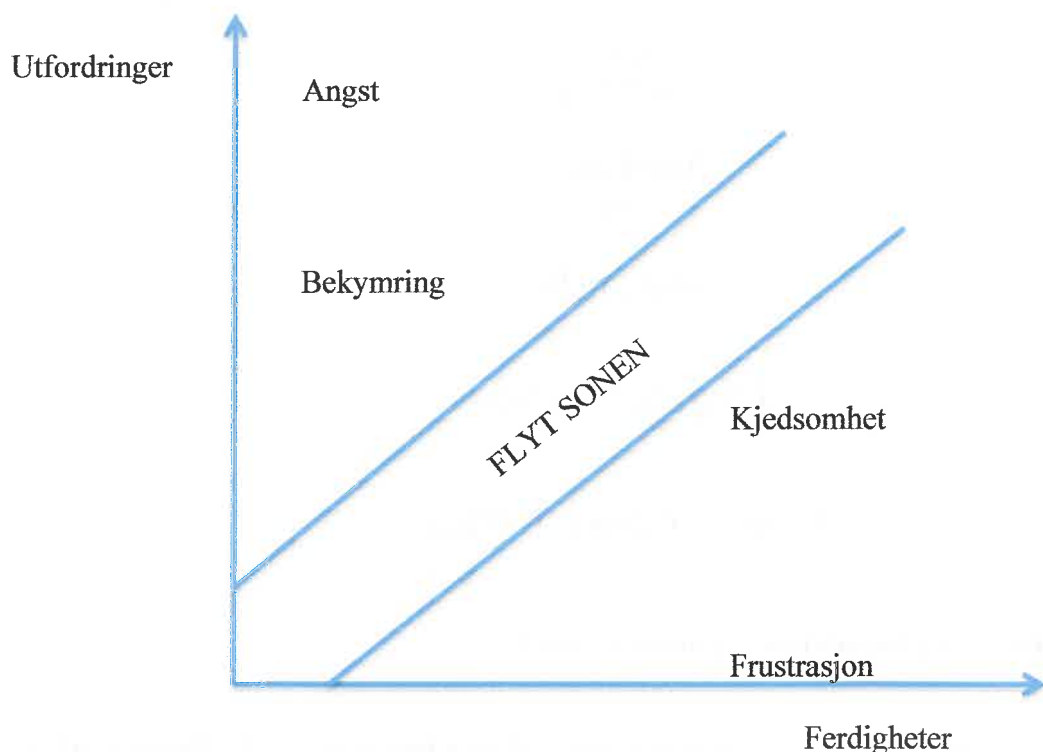 Utfordringer
Angst
Bekymring
FLYT SONEN
Kjedsomhet
Frustrasjon
Ferdigheter